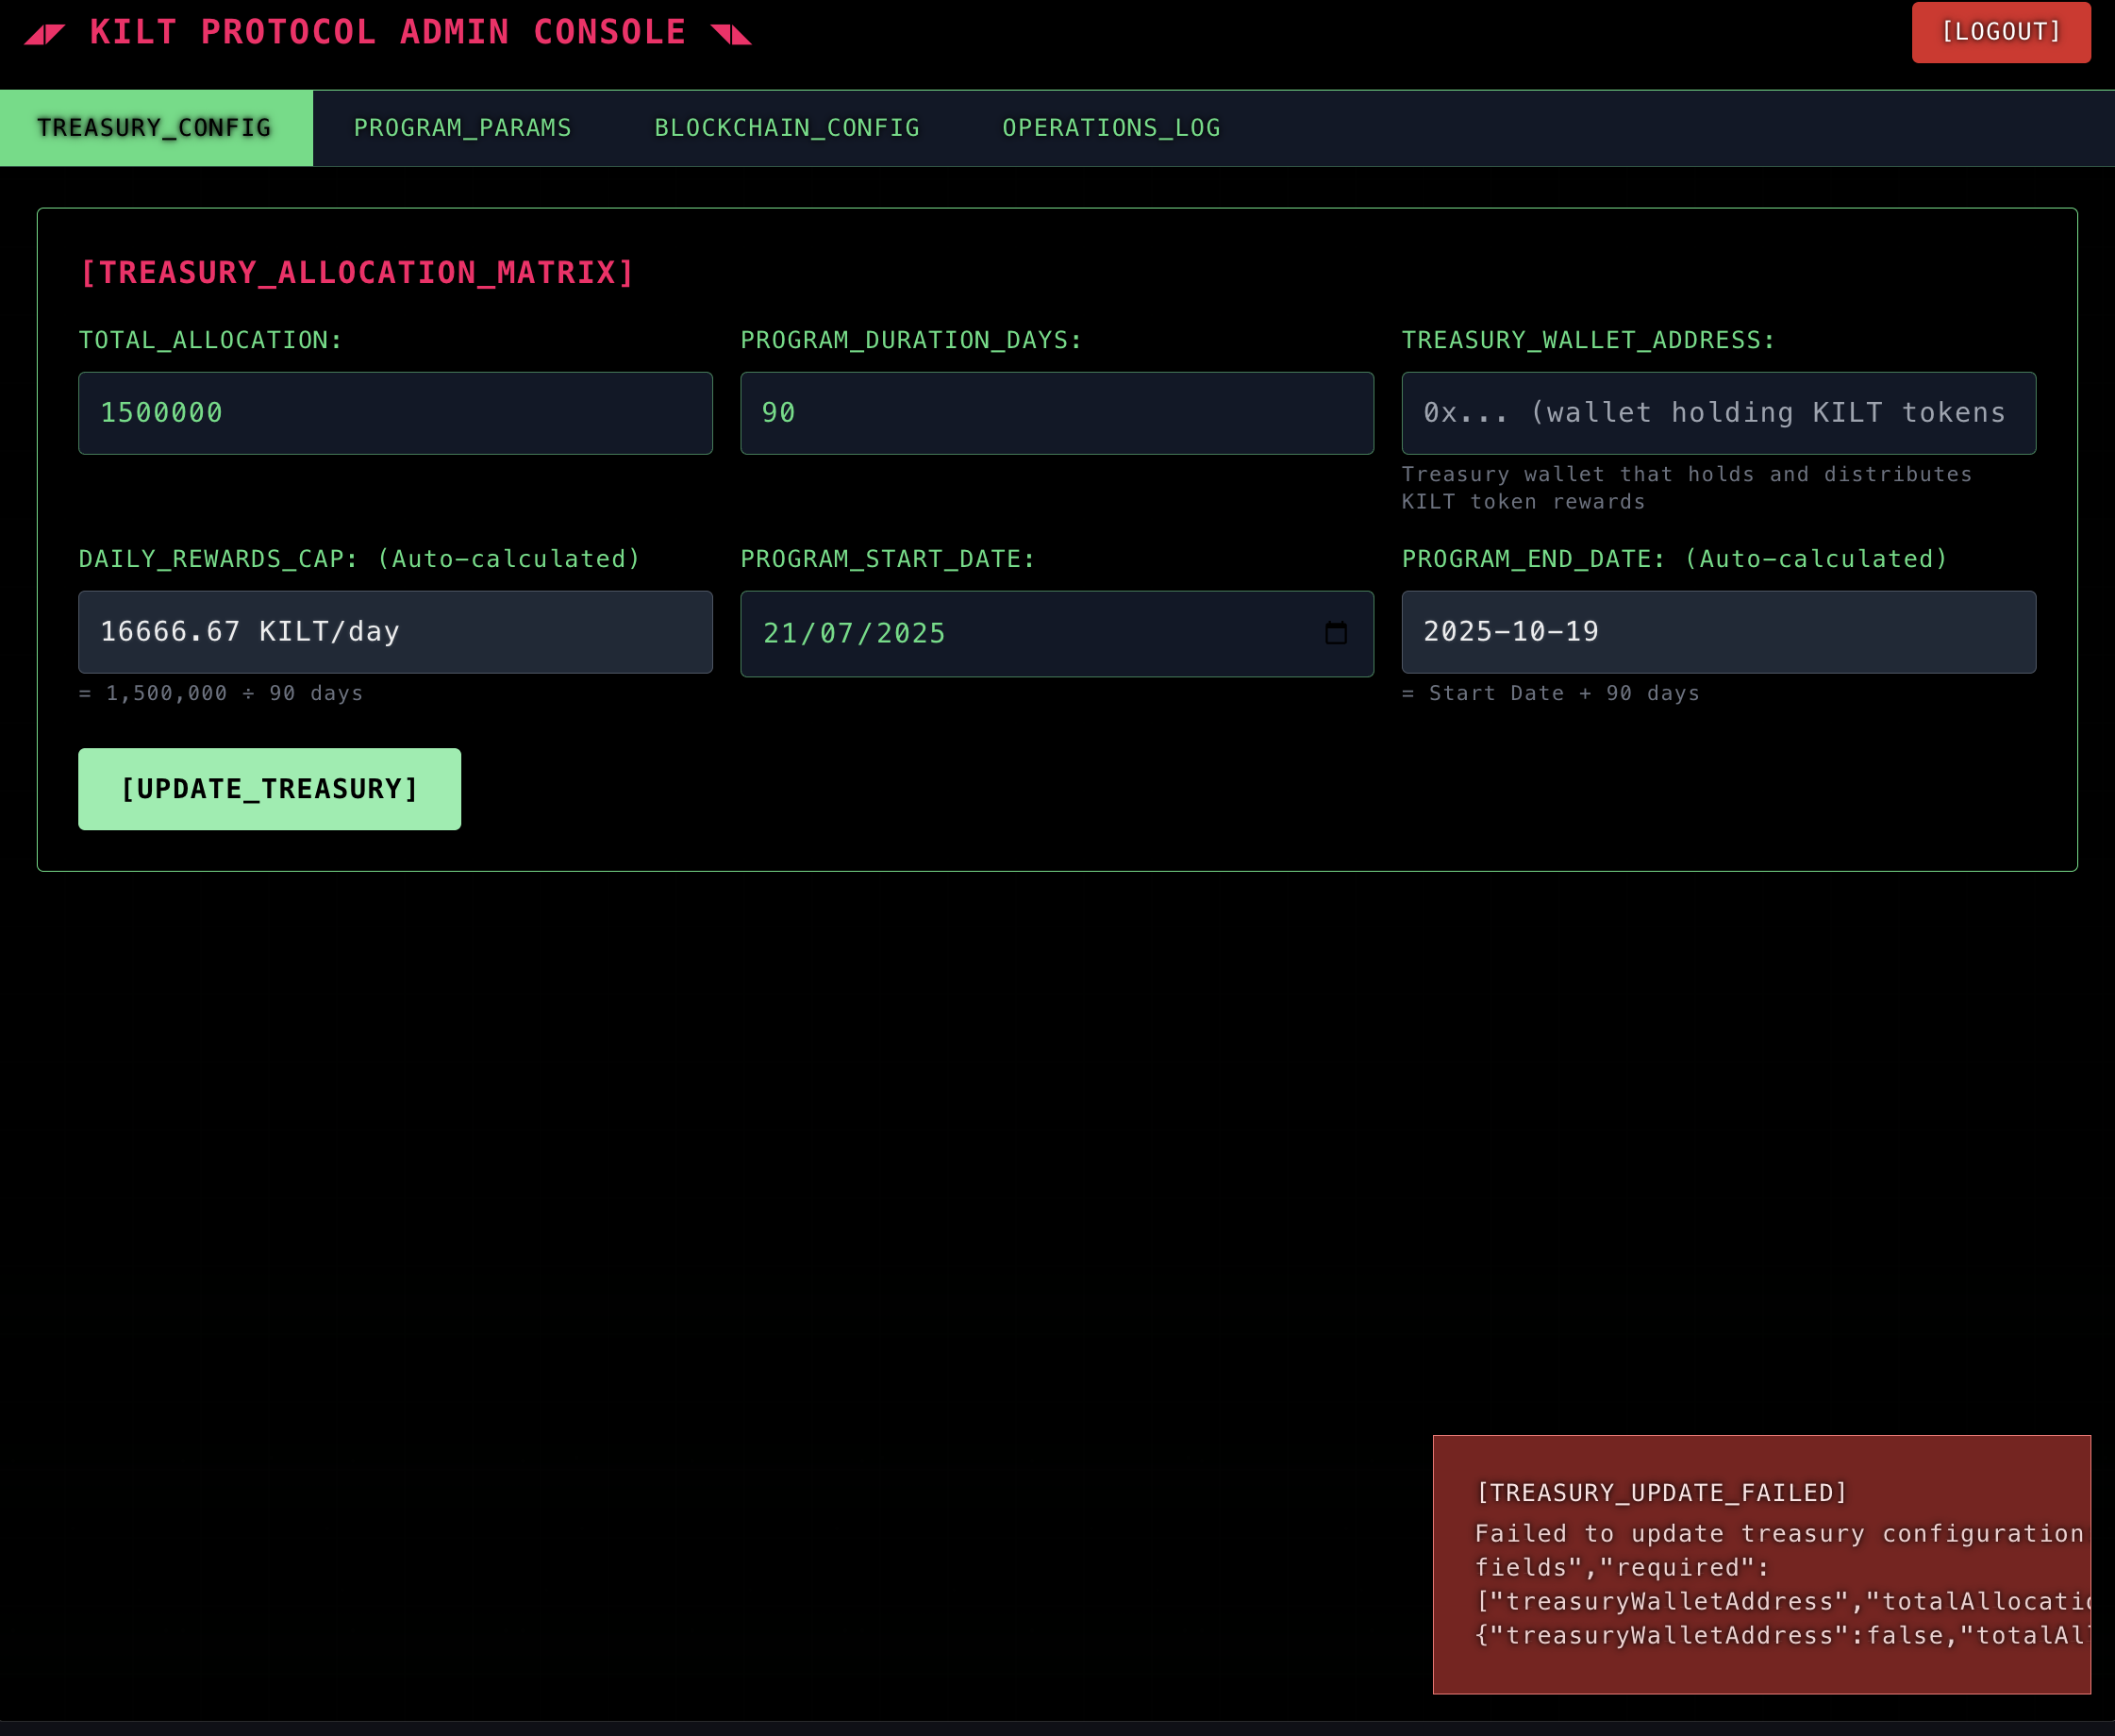 KILT PROTOCOL ADMIN CONSOLE
[LOGOUT]
TREASURY_CONFIG
PROGRAM_PARAMS
BLOCKCHAIN_CONFIG
OPERATIONS_LOG
[TREASURY_ALLOCATION_MATRIX]
TOTAL_ALLOCATION:
1500000
PROGRAM_DURATION_DAYS:
90
TREASURY_WALLET_ADDRESS:
0x... (wallet holding KILT tokens
Treasury wallet that holds and distributes
KILT token rewards
DAILY_REWARDS_CAP: (Auto-calculated)
16666.67 KILT/day
= 1,500,000 ÷ 90 days
PROGRAM_START_DATE:
21/07/2025
PROGRAM_END_DATE: (Auto-calculated)
2025-10-19
= Start Date + 90 days
[UPDATE_TREASURY]
[TREASURY_UPDATE_FAILED]
Failed to update treasury configuration
fields","required":
["treasuryWalletAddress","totalAllocatio
{"treasuryWalletAddress":false,"totalAl